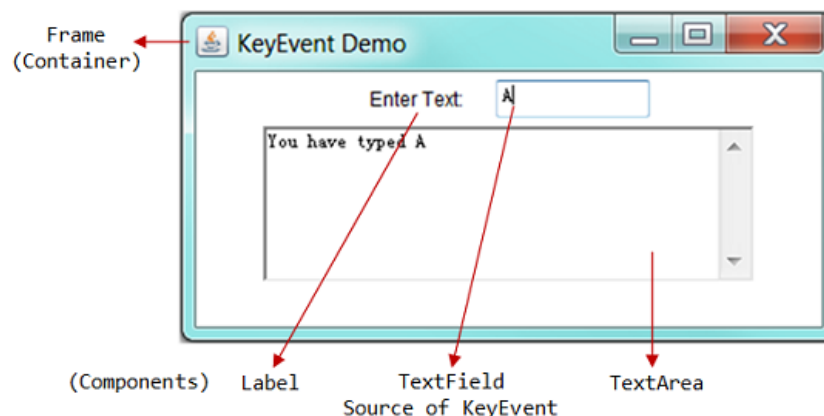 Frame
(Container)
KeyEvent Demo
Enter Text: A
You have typed A
(Components) Label TextField TextArea
Source of KeyEvent